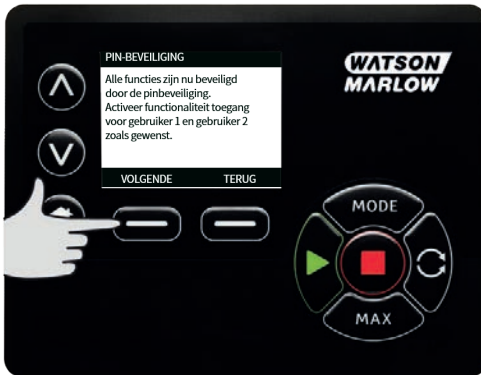 PIN-BEVEILIGING
WATSON
MARLOW
Alle functies zijn nu beveiligd
door de pinbeveiliging.
Activeer functionaliteit toegang
voor gebruiker 1 en gebruiker 2
zoals gewenst.
VOLGENDE TERUG
MODE
MAX